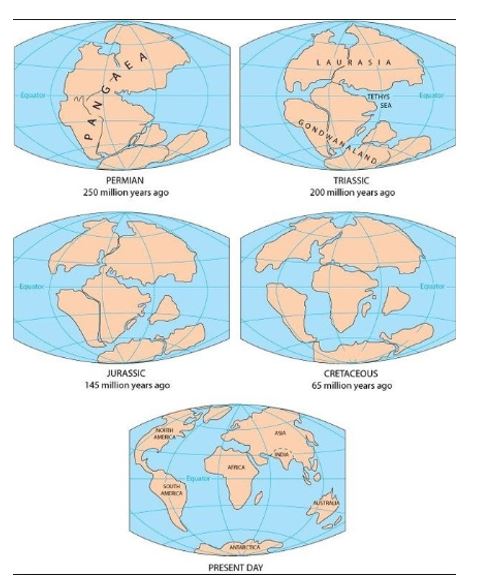 Equator
PANGAEA
PERMIAN
250 million years ago
LAURASIA
TETHYS
SEA
Equator
GONDWANALAND
TRIASSIC
200 million years ago
Equator
JURASSIC
145 million years ago
Equator
CRETACEOUS
65 million years ago
NORTH
AMERICA
ASIA
INDIA
AFRICA
Equator
SOUTH
AMERICA
AUSTRALIA
ANTARCTICA
PRESENT DAY